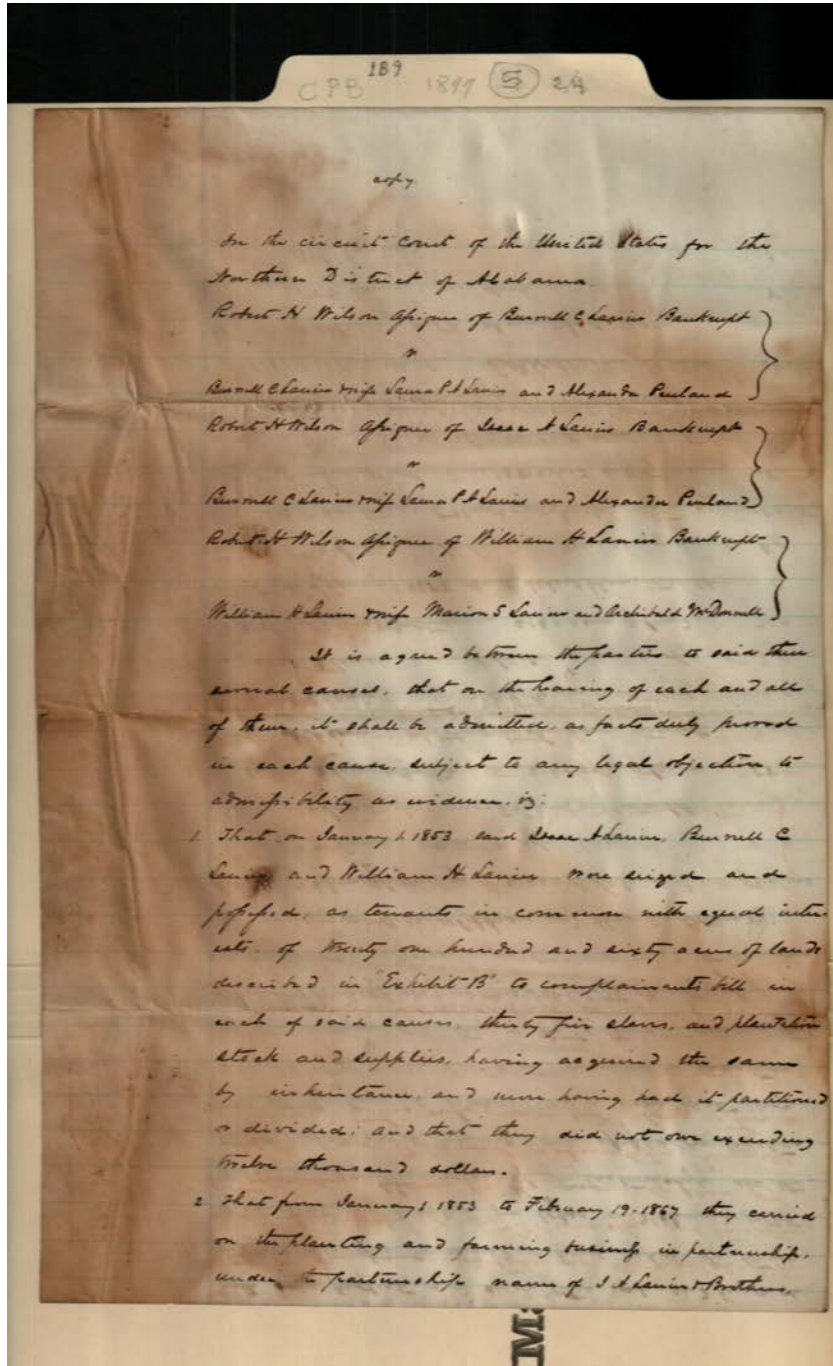 CPB 189 1897 5 24
copy
In the circuit Court of the United States for the
Northern District of Alabama
Robert H Wilson Assignee of Burwell C Lanier Bankrupt
vs
Burwell C Lanier & wife Laura P A Lanier and Alexander Penland
Robert H Wilson Assignee of Isaac A Lanier Bankrupt
vs
Burwell C Lanier & wife Laura P A Lanier and Alexander Penland
Robert H Wilson Assignee of William H Lanier Bankrupt
vs
William H Lanier & wife Marion S Lanier and Archibald McDonnell
It is agreed between the parties to said three
several causes, that on the hearing of each and all
of them, it shall be admitted, as facts duly proved
in each cause, subject to any legal objection to
admissibility as evidence, viz:
1 That on January 1. 1853 said Isaac A Lanier, Burwell C
Lanier and William H Lanier were seized and
possessed, as tenants in common with equal inter-
ests, of twenty one hundred and sixty acres of lands
described in "Exhibit B" to complainants bill in
each of said causes, thirty five slaves, and plantation
stock and supplies, having acquired the same
by inheritance, and never having had it partitioned
or divided; and that they did not owe exceeding
twelve thousand dollars.
2 That from January 1 1853 to February 19. 1867 they carried
on the planting and farming business in partnership,
under the partnership name of I A Lanier & Brothers,